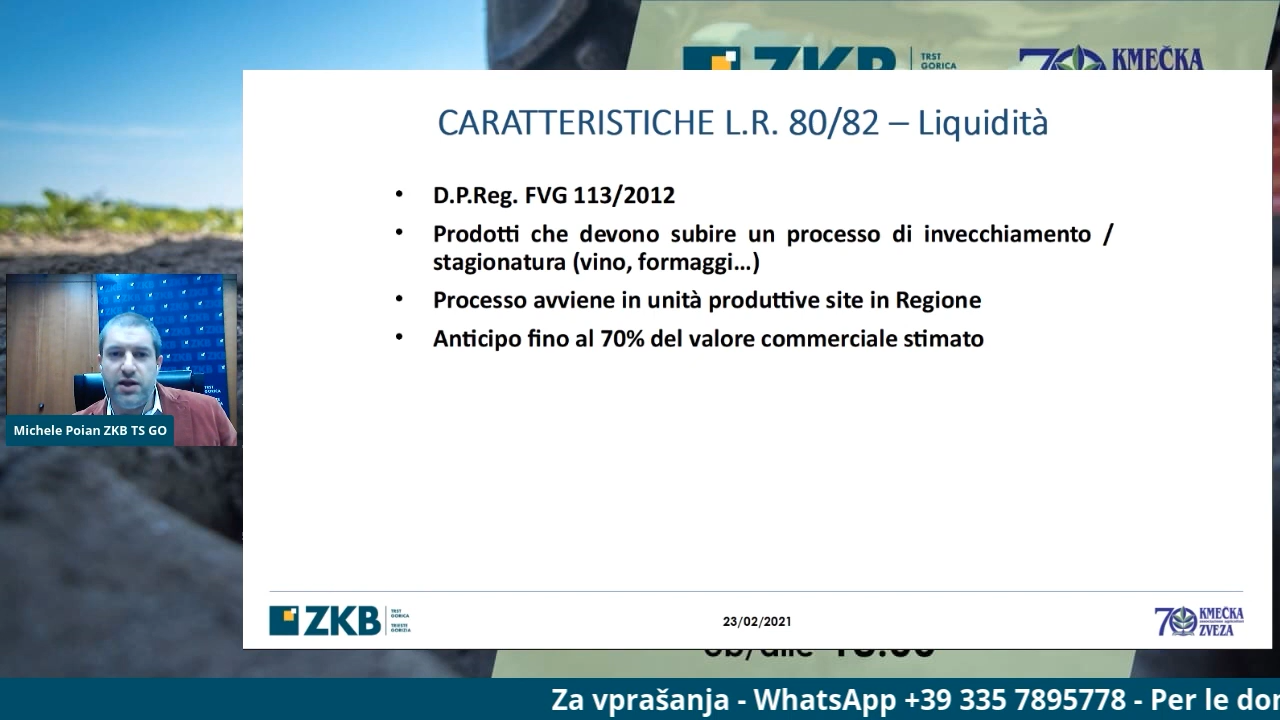 ZKB
TRST
GORICA
70
KMEČKA
CARATTERISTICHE L.R. 80/82 – Liquidità
• D.P.Reg. FVG 113/2012
• Prodotti che devono subire un processo di invecchiamento /
stagionatura (vino, formaggi…)
• Processo avviene in unità produttive site in Regione
• Anticipo fino al 70% del valore commerciale stimato
Michele Poian ZKB TS GO
ZKB
TRST
GORICA
TRIESTE
GORIZIA
23/02/2021
70
KMEČKA
ZVEZA
ob/alle
Za vprašanja - WhatsApp +39 335 7895778 - Per le dor